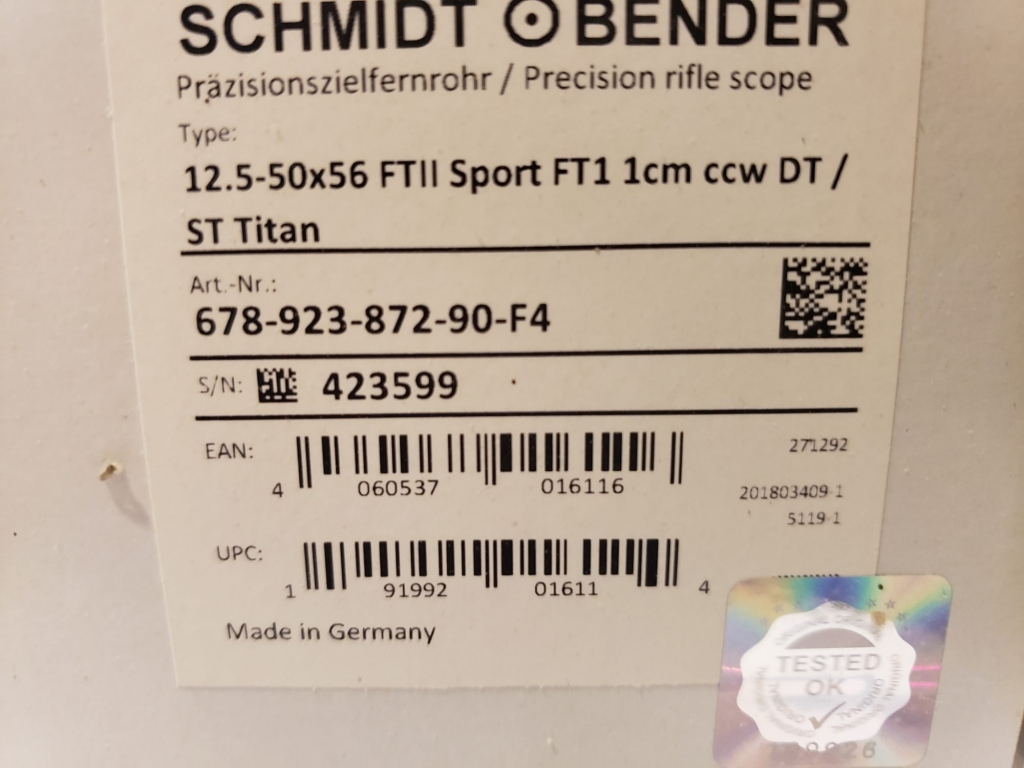 SCHMIDT BENDER
Präzisionszielfernrohr / Precision rifle scope
Type:
12.5-50x56 FTII Sport FT1 1cm ccw DT /
ST Titan
Art.-Nr.:
678-923-872-90-F4
S/N: 423599
EAN:
4 060537 016116
271292
201803409-1
5119-1
UPC:
1 91992 01611 4
Made in Germany
TESTED
OK
ORIGINAL